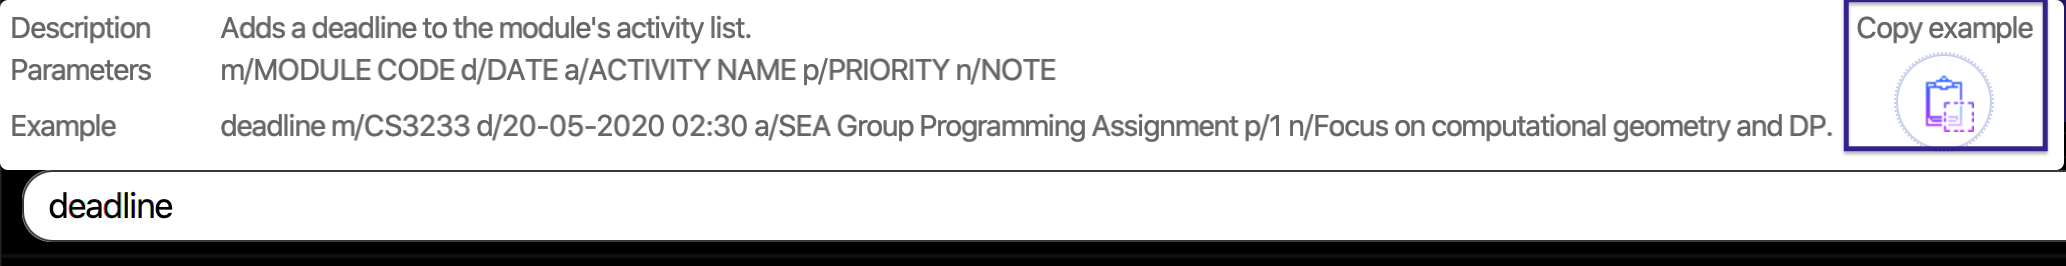 Description Adds a deadline to the module's activity list. Copy example
Parameters m/MODULE CODE d/DATE a/ACTIVITY NAME p/PRIORITY n/NOTE
Example deadline m/CS3233 d/20-05-2020 02:30 a/SEA Group Programming Assignment p/1 n/Focus on computational geometry and DP.
deadline